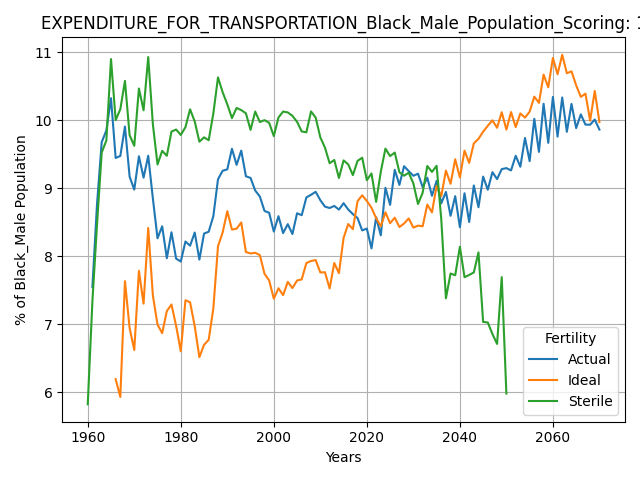 EXPENDITURE_FOR_TRANSPORTATION_Black_Male_Population_Scoring: 1
% of Black_Male Population
11
10
9
8
7
6
1960
1980
2000
2020
2040
2060
Years
Fertility
Actual
Ideal
Sterile